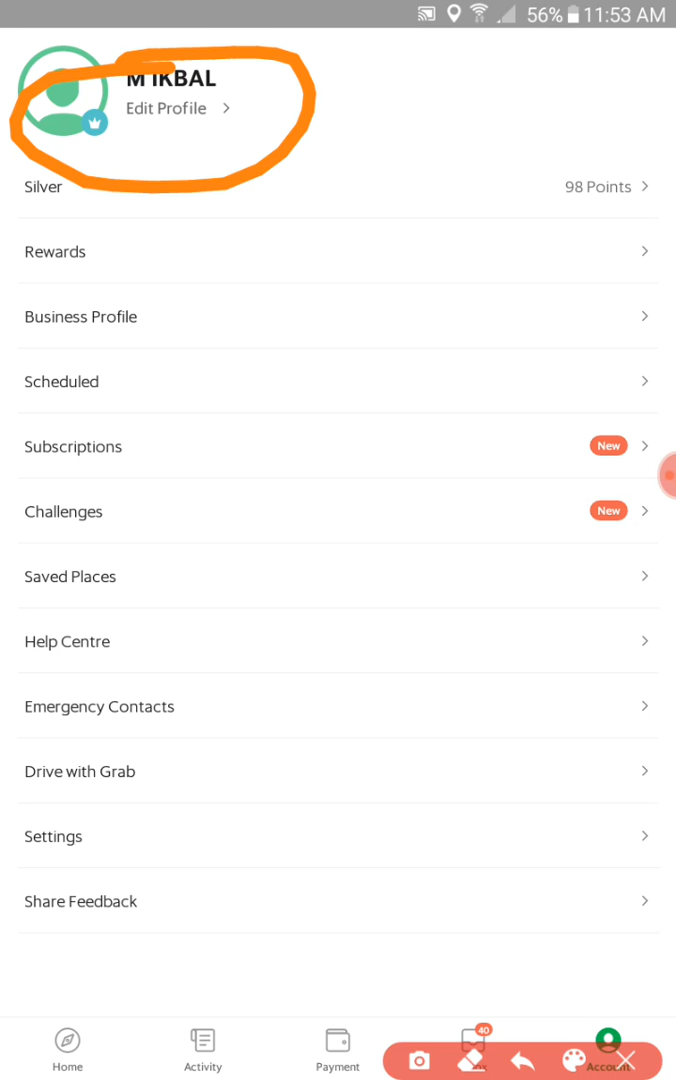 56% 11:53 AM
M IKBAL
Edit Profile
Silver 98 Points
Rewards
Business Profile
Scheduled
Subscriptions New
Challenges New
Saved Places
Help Centre
Emergency Contacts
Drive with Grab
Settings
Share Feedback
40
Home Activity Payment Account